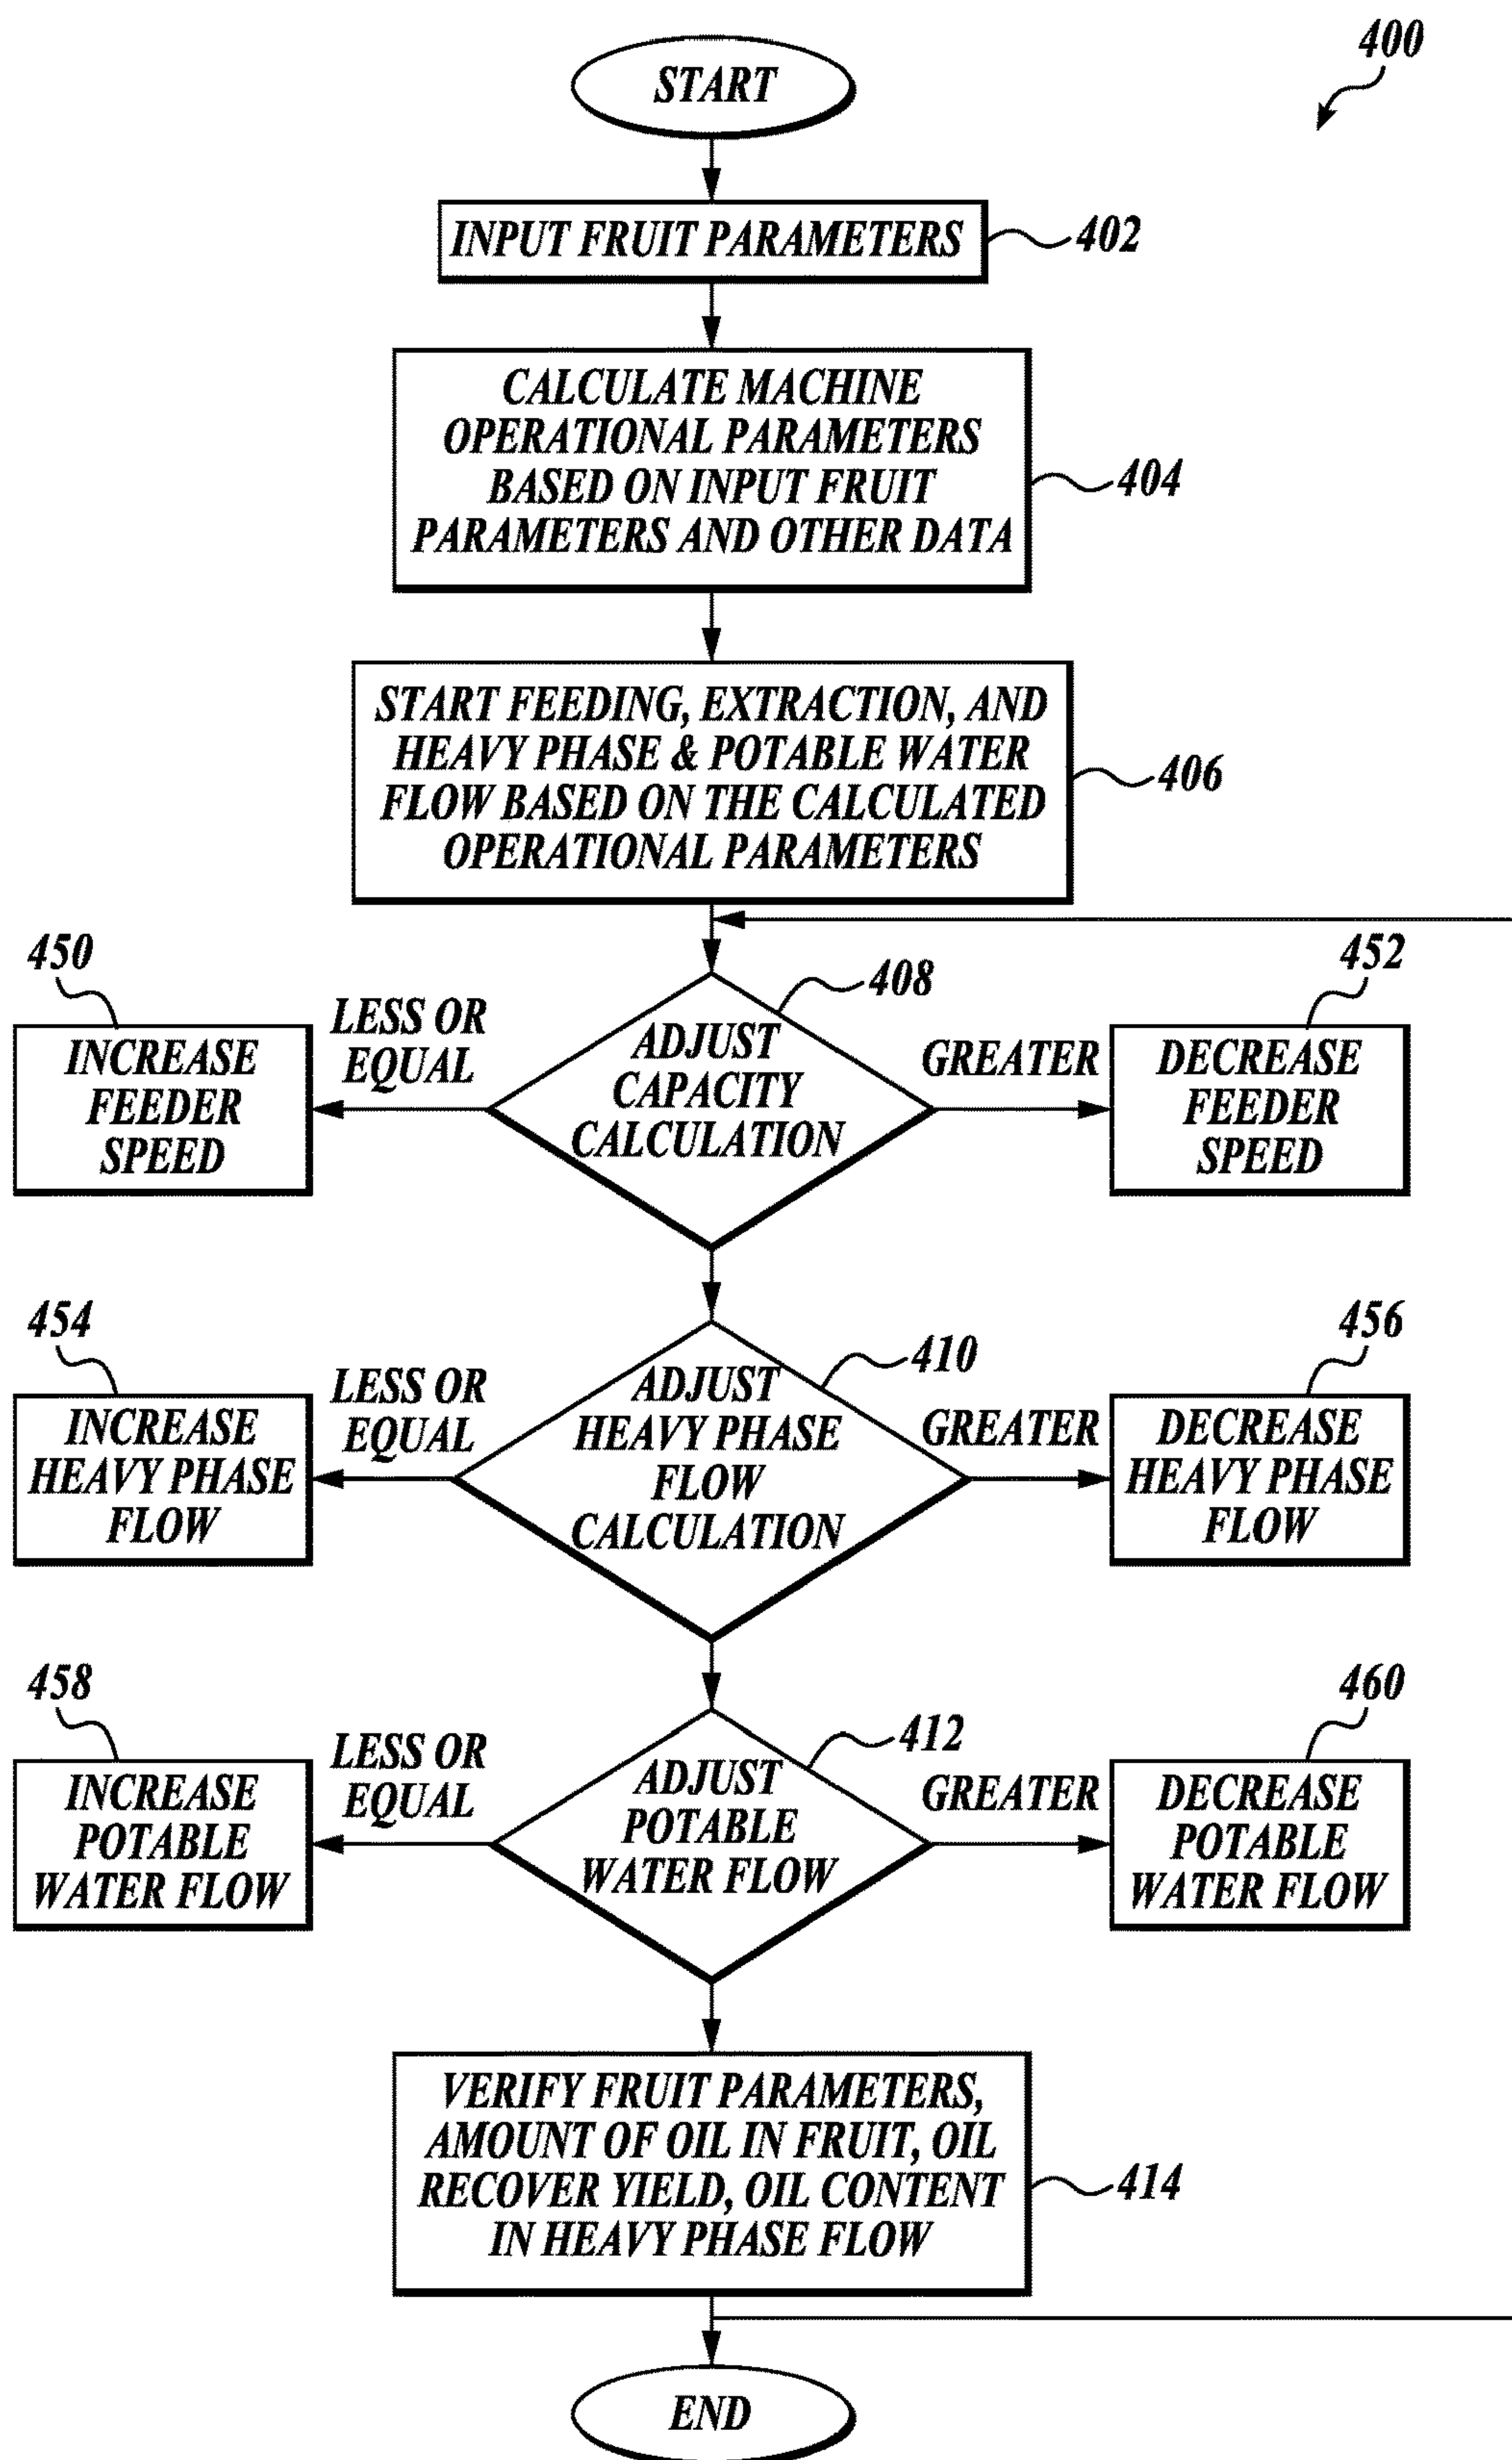 400
START
INPUT FRUIT PARAMETERS
402
CALCULATE MACHINE
OPERATIONAL PARAMETERS
BASED ON INPUT FRUIT
PARAMETERS AND OTHER DATA
404
START FEEDING, EXTRACTION, AND
HEAVY PHASE & POTABLE WATER
FLOW BASED ON THE CALCULATED
OPERATIONAL PARAMETERS
406
450
INCREASE
FEEDER
SPEED
LESS OR
EQUAL
408
ADJUST
CAPACITY
CALCULATION
GREATER
452
DECREASE
FEEDER
SPEED
454
INCREASE
HEAVY PHASE
FLOW
LESS OR
EQUAL
410
ADJUST
HEAVY PHASE
FLOW
CALCULATION
GREATER
456
DECREASE
HEAVY PHASE
FLOW
458
INCREASE
POTABLE
WATER FLOW
LESS OR
EQUAL
412
ADJUST
POTABLE
WATER FLOW
GREATER
460
DECREASE
POTABLE
WATER FLOW
VERIFY FRUIT PARAMETERS,
AMOUNT OF OIL IN FRUIT, OIL
RECOVER YIELD, OIL CONTENT
IN HEAVY PHASE FLOW
414
END